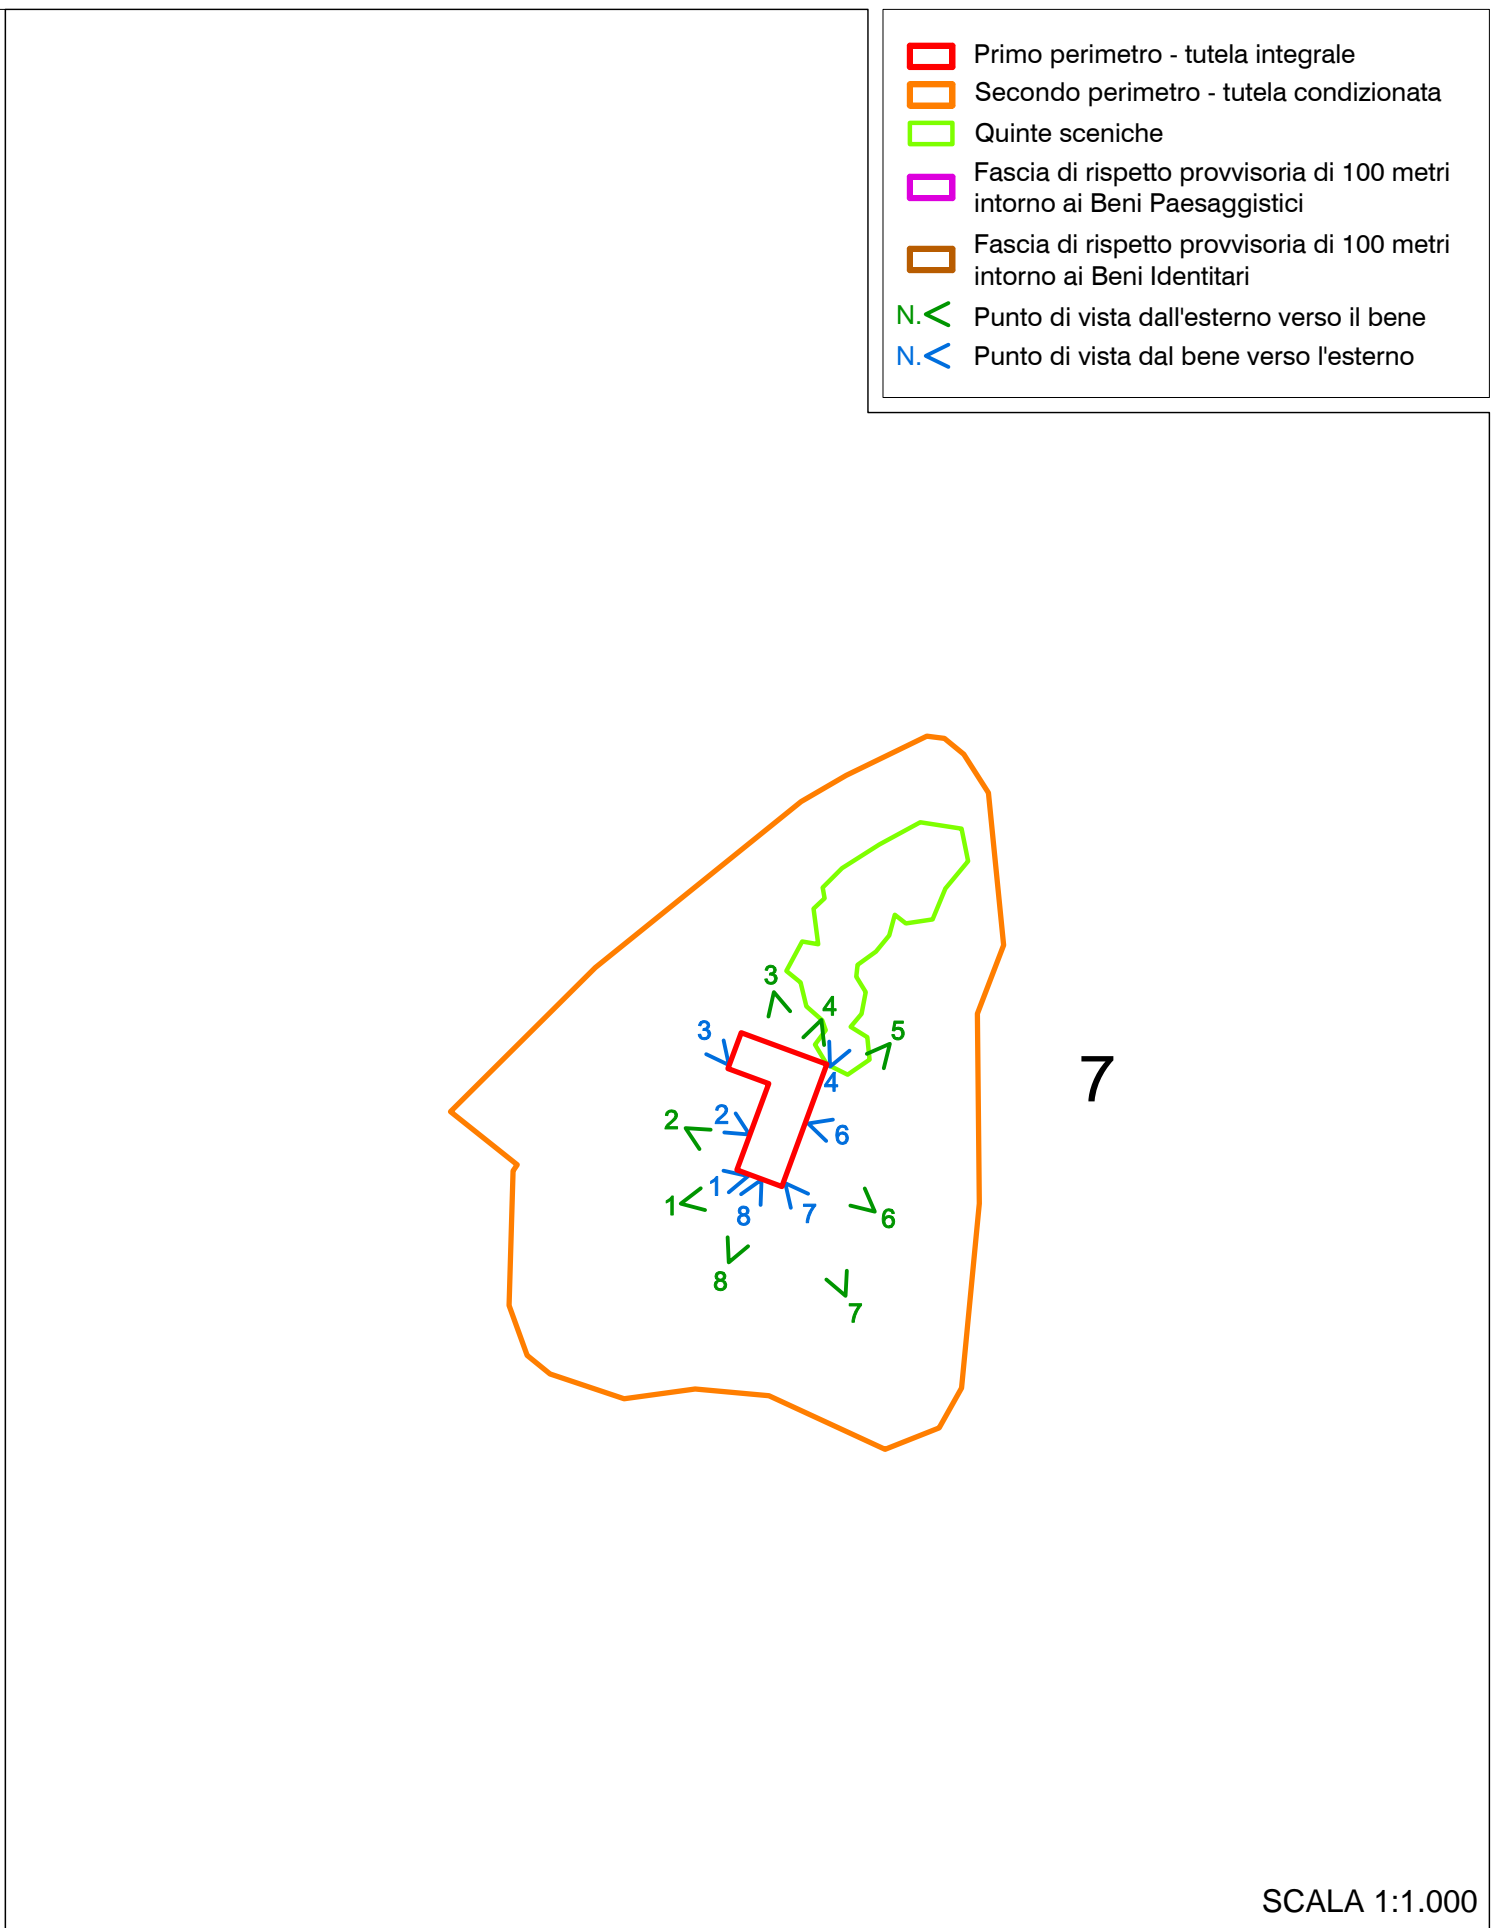 Primo perimetro - tutela integrale
Secondo perimetro - tutela condizionata
Quinte sceniche
Fascia di rispetto provvisoria di 100 metri
intorno ai Beni Paesaggistici
Fascia di rispetto provvisoria di 100 metri
intorno ai Beni Identitari
N. Punto di vista dall'esterno verso il bene
N. Punto di vista dal bene verso l'esterno
3
4
3
5
7
4
2
2
6
1
1
8
7
6
8
7
SCALA 1:1.000